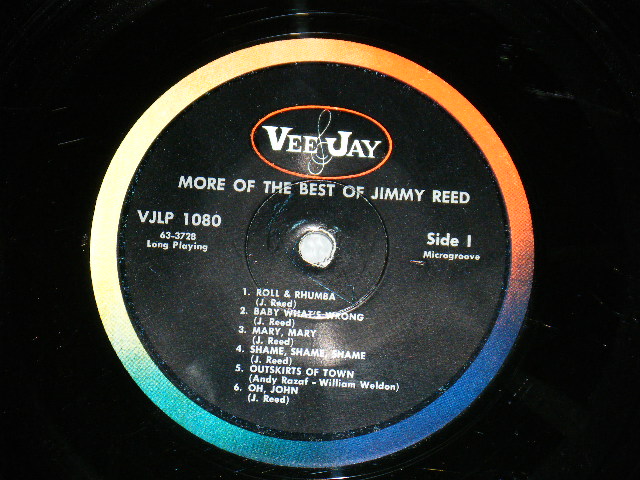 VEE JAY
MORE OF THE BEST OF JIMMY REED
VJLP 1080
63-3728
Long Playing
Side 1
Microgroove
1. ROLL & RHUMBA
(J. Reed)
2. BABY WHAT'S WRONG
(J. Reed)
3. MARY, MARY
(J. Reed)
4. SHAME, SHAME, SHAME
(J. Reed)
5. OUTSKIRTS OF TOWN
(Andy Razaf - William Weldon)
6. OH, JOHN
(J. Reed)